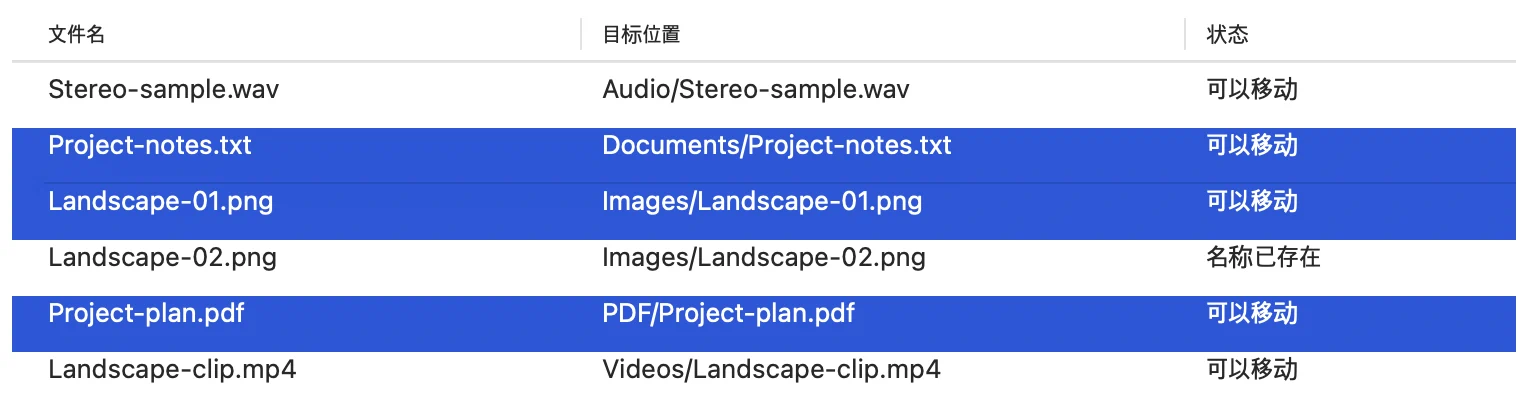 文件名 目标位置 状态
Stereo-sample.wav Audio/Stereo-sample.wav 可以移动
Project-notes.txt Documents/Project-notes.txt 可以移动
Landscape-01.png Images/Landscape-01.png 可以移动
Landscape-02.png Images/Landscape-02.png 名称已存在
Project-plan.pdf PDF/Project-plan.pdf 可以移动
Landscape-clip.mp4 Videos/Landscape-clip.mp4 可以移动